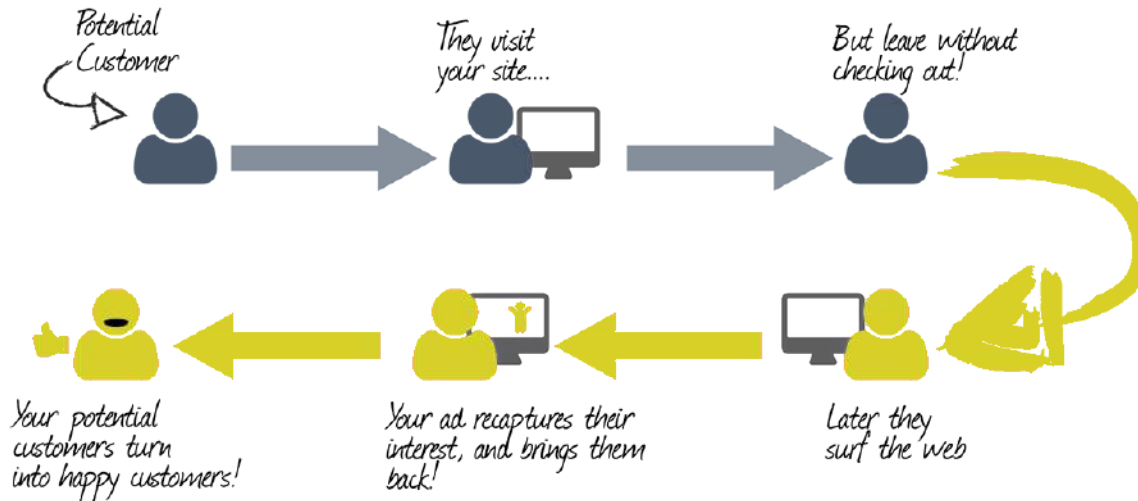 Potential
Customer
They visit
your site....
But leave without
checking out!
Later they
surf the web
Your ad recaptures their
interest, and brings them
back!
Your potential
customers turn
into happy customers!